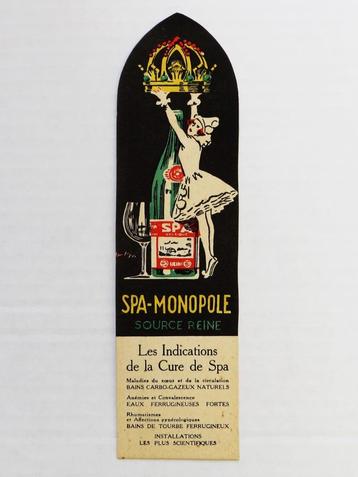 SPA
REINE
SPA-MONOPOLE
SOURCE REINE
Les Indications
de la Cure de Spa
Maladies du cœur et de la circulation
BAINS CARBO-GAZEUX NATURELS
Anémies et Convalescence
EAUX FERRUGINEUSES FORTES
Rhumatismes
et Affections gynécologiques
BAINS DE TOURBE FERRUGINEUX
INSTALLATIONS
LES PLUS SCIENTIFIQUES